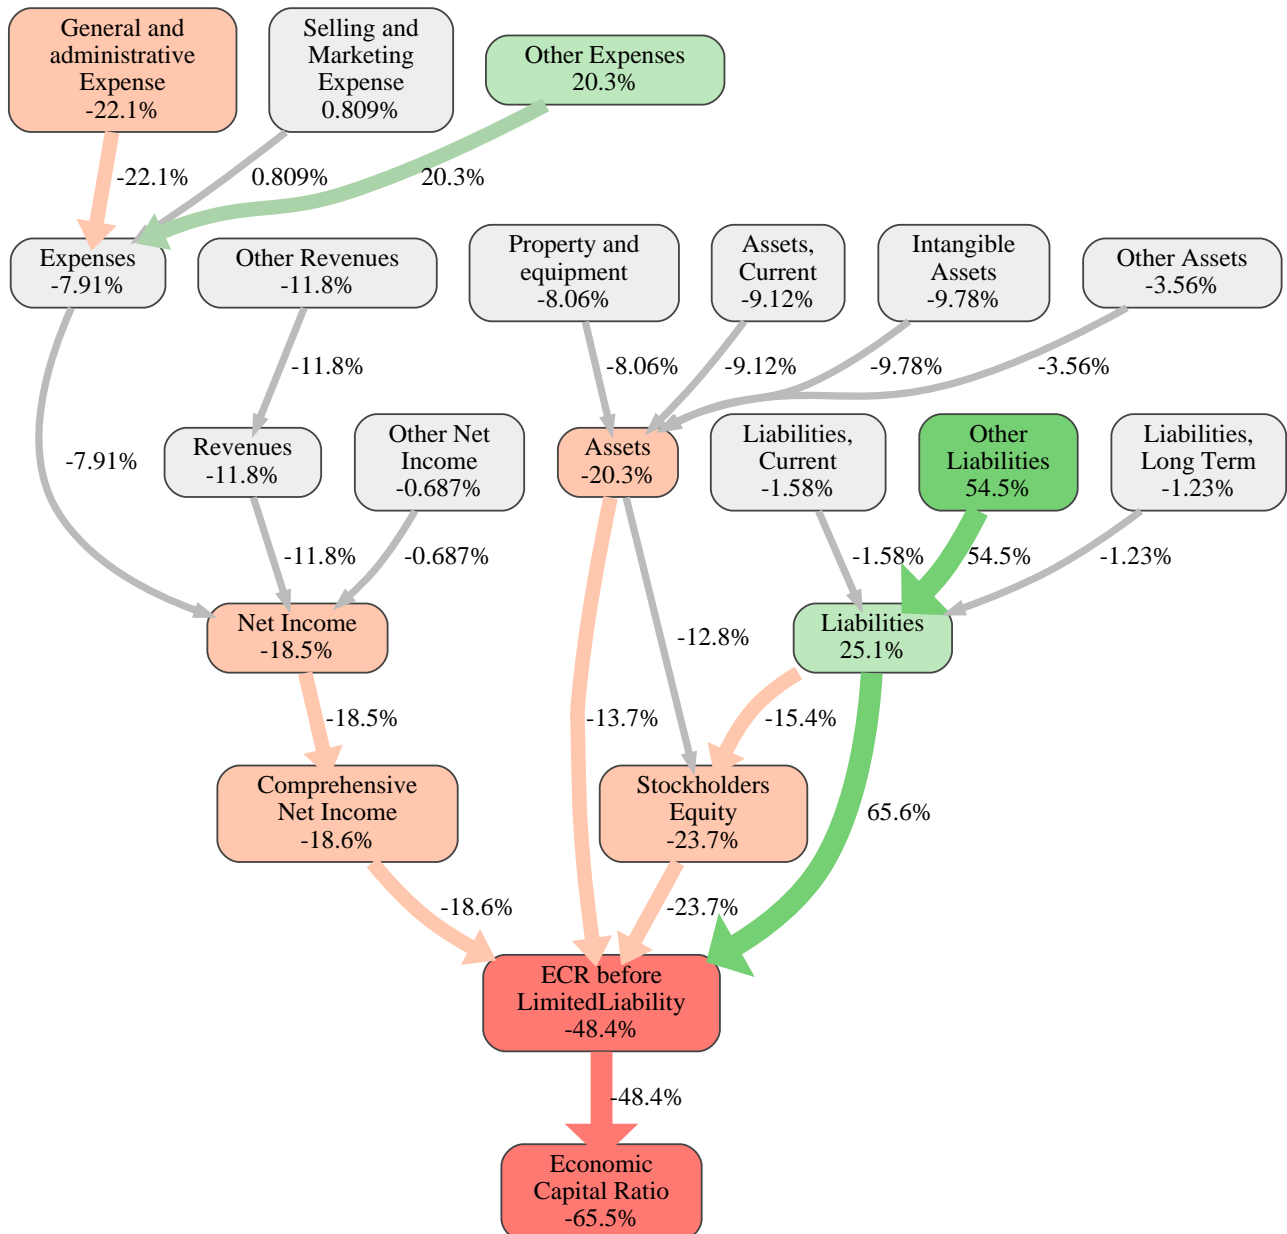 General and
administrative
Expense
-22.1%
Selling and
Marketing
Expense
0.809%
Other Expenses
20.3%
-22.1%
0.809%
20.3%
Expenses
-7.91%
Other Revenues
-11.8%
Property and
equipment
-8.06%
Assets,
Current
-9.12%
Intangible
Assets
-9.78%
Other Assets
-3.56%
-11.8%
-8.06%
-9.12%
-9.78%
-3.56%
-7.91%
Revenues
-11.8%
Other Net
Income
-0.687%
Assets
-20.3%
Liabilities,
Current
-1.58%
Other
Liabilities
54.5%
Liabilities,
Long Term
-1.23%
-11.8%
-0.687%
-1.58%
54.5%
-1.23%
Net Income
-18.5%
-12.8%
Liabilities
25.1%
-18.5%
-13.7%
-15.4%
Comprehensive
Net Income
-18.6%
Stockholders
Equity
-23.7%
65.6%
-18.6%
-23.7%
ECR before
LimitedLiability
-48.4%
-48.4%
Economic
Capital Ratio
-65.5%